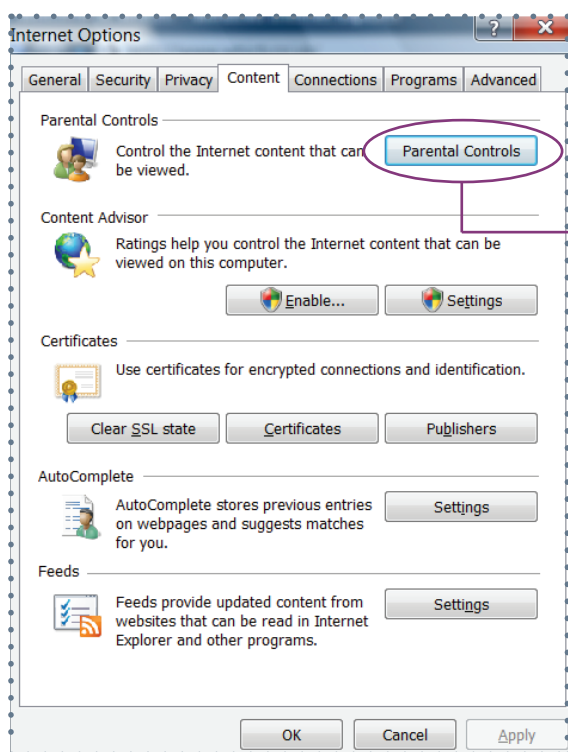 Internet Options
?
X
General Security Privacy Content Connections Programs Advanced
Parental Controls
Control the Internet content that can
be viewed.
Parental Controls
Content Advisor
Ratings help you control the Internet content that can be
viewed on this computer.
Enable... Settings
Certificates
Use certificates for encrypted connections and identification.
Clear SSL state Certificates Publishers
AutoComplete
AutoComplete stores previous entries
on webpages and suggests matches
for you.
Settings
Feeds
Feeds provide updated content from
websites that can be read in Internet
Explorer and other programs.
Settings
OK Cancel Apply